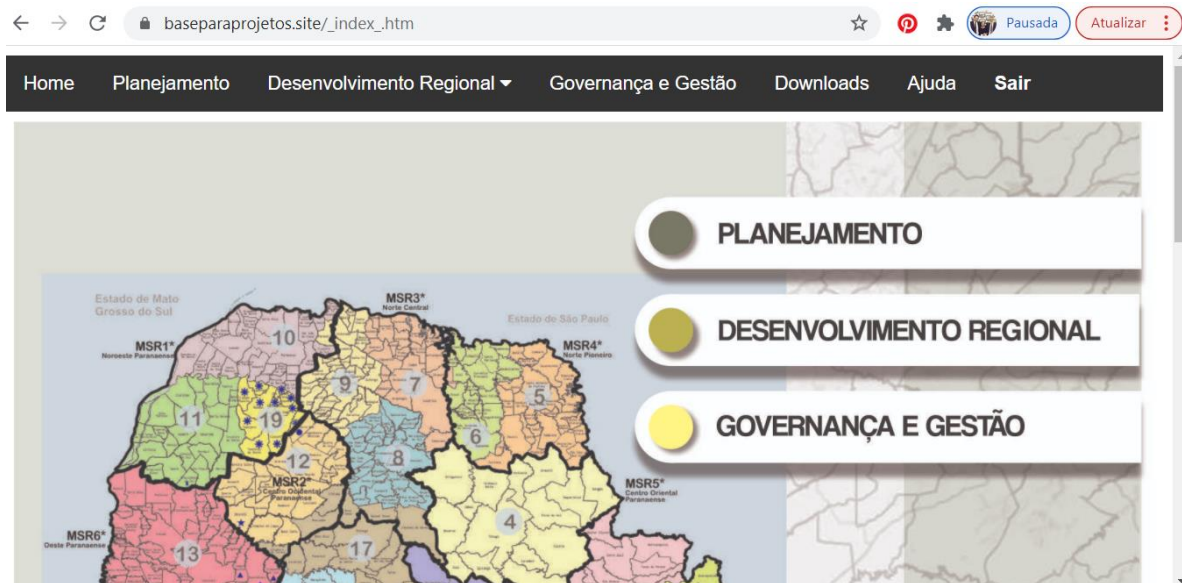 baseparaprojetos.site/_index_.htm
Pausada
Atualizar
Home Planejamento Desenvolvimento Regional Governança e Gestão Downloads Ajuda Sair
PLANEJAMENTO
DESENVOLVIMENTO REGIONAL
GOVERNANÇA E GESTÃO
Estado de Mato
Grosso do Sul
MSR3*
Norte Central
Estado de São Paulo
MSR1*
Noroeste Paranaense
MSR4*
Norte Pioneiro
10
9
7
5
11
19
6
12
8
MSR2*
Centro Ocidental
Paranaense
MSR5*
Centro Oriental
Paranaense
4
MSR6*
Oeste Paranaense
13
17